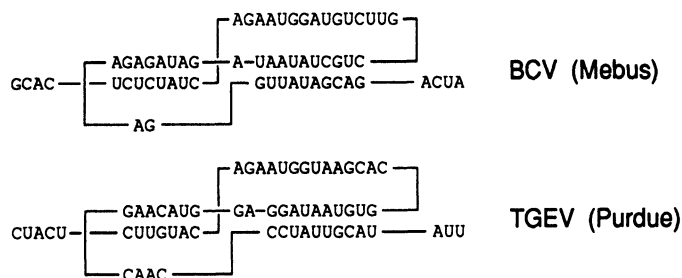 AGAAUGGAUGUCUUG
AGAGAUAG A-UAAUAUCGUC
GCAC UCUCUAUC GUUAUAGCAG ACUA BCV (Mebus)
AG
AGAAUGGUAAGCAC
GAACAUG GA-GGAUAAUGUG
CUACU CUUGUAC CCUAUUGCAU AUU TGEV (Purdue)
CAAC